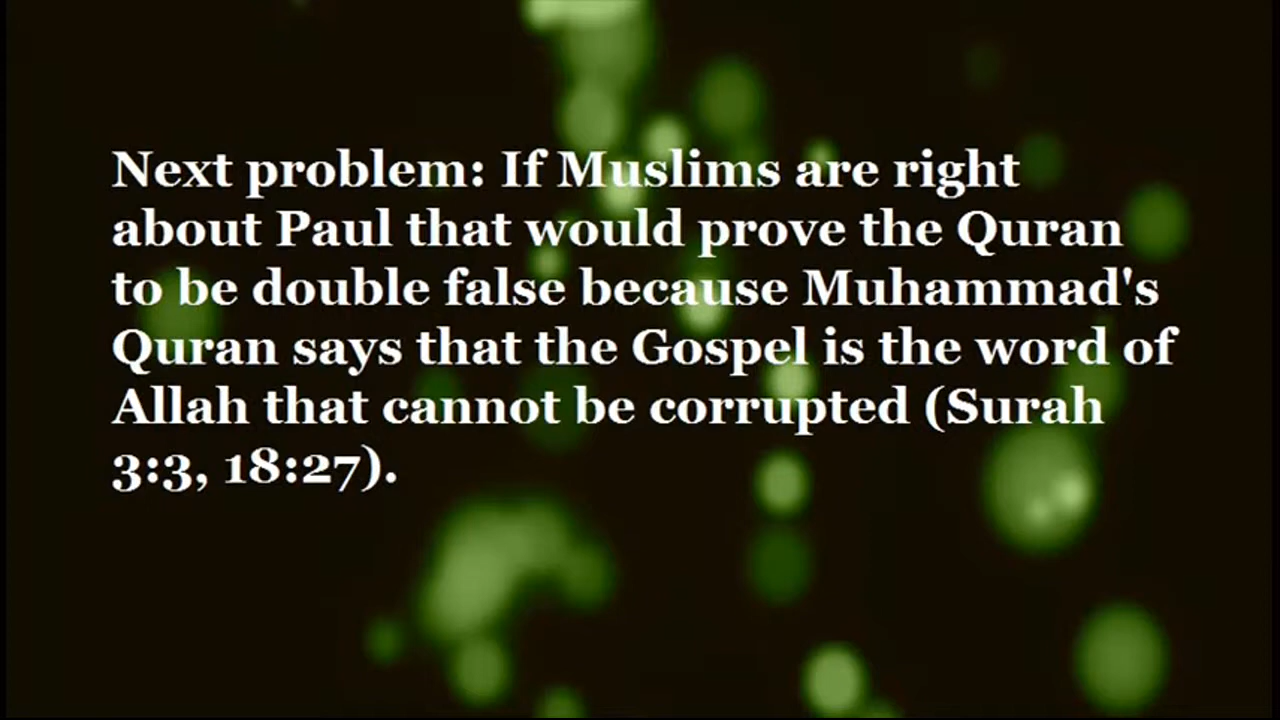 Next problem: If Muslims are right
about Paul that would prove the Quran
to be double false because Muhammad's
Quran says that the Gospel is the word of
Allah that cannot be corrupted (Surah
3:3, 18:27).